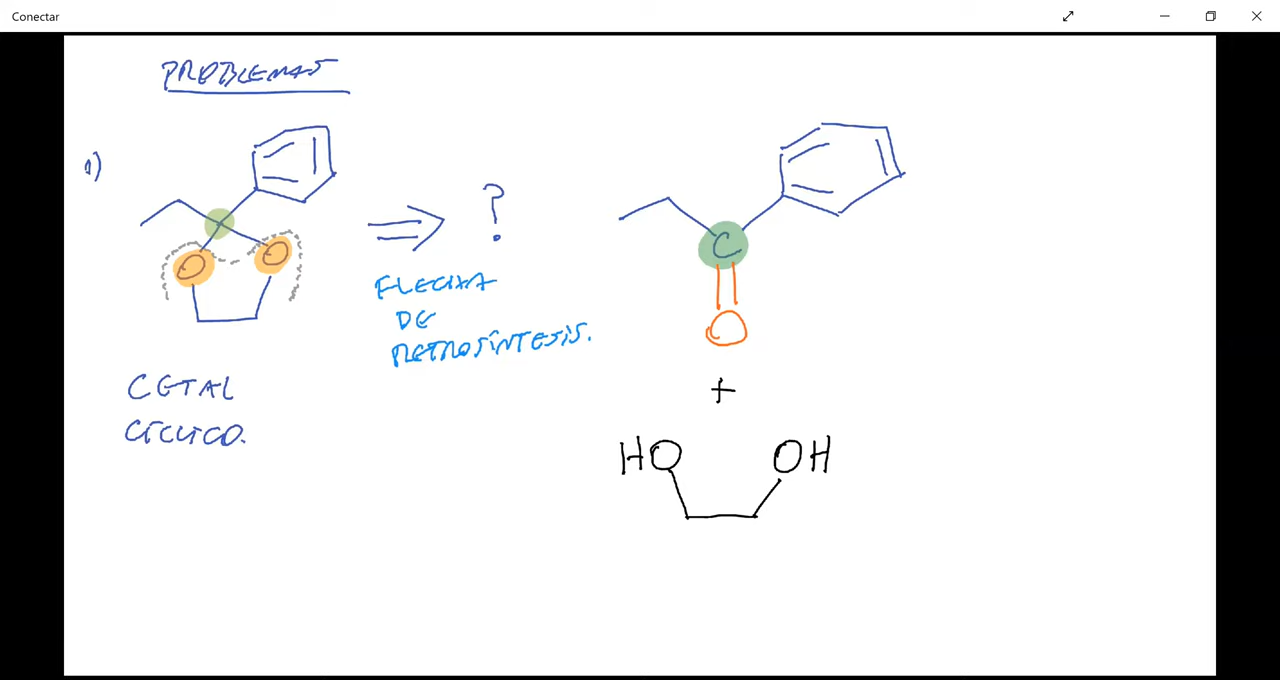 Conectar
PROBLEMAS
1)
O
O
?
FLECHA
DE
RETROSÍNTESIS.
CETAL
CÍCLICO.
C
O
+
HO OH